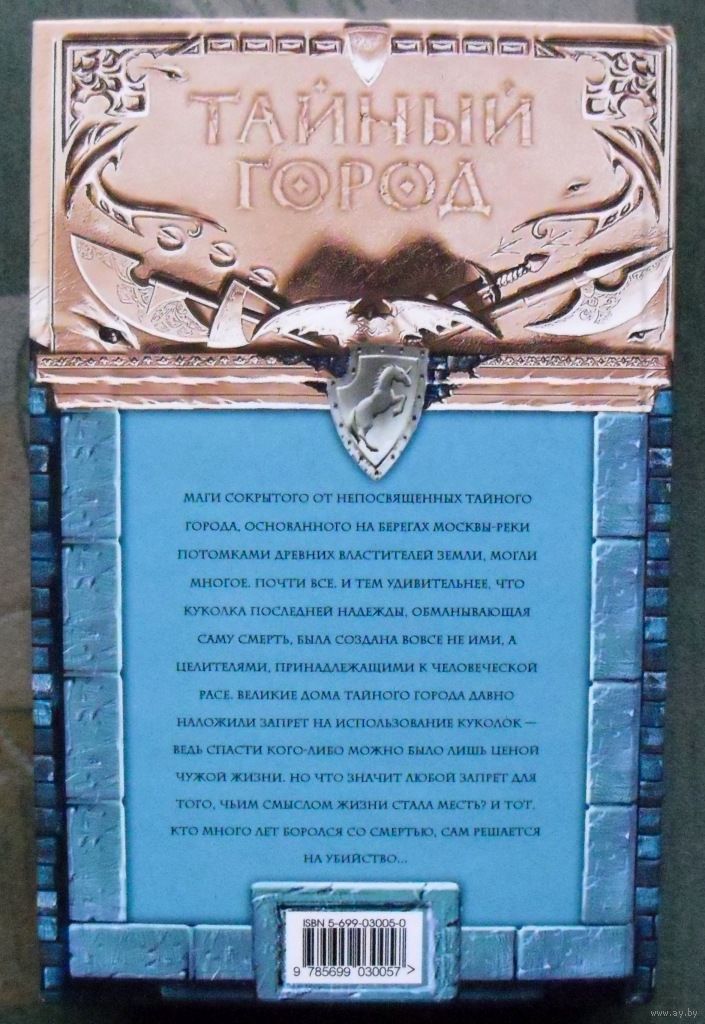 ТАЙНЫЙ
ГОРОД
МАГИ СОКРЫТОГО ОТ НЕПОСВЯЩЕННЫХ ТАЙНОГО
ГОРОДА, ОСНОВАННОГО НА БЕРЕГАХ МОСКВЫ-РЕКИ
ПОТОМКАМИ ДРЕВНИХ ВЛАСТИТЕЛЕЙ ЗЕМЛИ, МОГЛИ
МНОГОЕ. ПОЧТИ ВСЕ. И ТЕМ УДИВИТЕЛЬНЕЕ, ЧТО
КУКОЛКА ПОСЛЕДНЕЙ НАДЕЖДЫ, ОБМАНЫВАЮЩАЯ
САМУ СМЕРТЬ, БЫЛА СОЗДАНА ВОВСЕ НЕ ИМИ, А
ЦЕЛИТЕЛЯМИ, ПРИНАДЛЕЖАЩИМИ К ЧЕЛОВЕЧЕСКОЙ
РАСЕ. ВЕЛИКИЕ ДОМА ТАЙНОГО ГОРОДА ДАВНО
НАЛОЖИЛИ ЗАПРЕТ НА ИСПОЛЬЗОВАНИЕ КУКОЛОК —
ВЕДЬ СПАСТИ КОГО-ЛИБО МОЖНО БЫЛО ЛИШЬ ЦЕНОЙ
ЧУЖОЙ ЖИЗНИ. НО ЧТО ЗНАЧИТ ЛЮБОЙ ЗАПРЕТ ДЛЯ
ТОГО, ЧЬИМ СМЫСЛОМ ЖИЗНИ СТАЛА МЕСТЬ? И ТОТ,
КТО МНОГО ЛЕТ БОРОЛСЯ СО СМЕРТЬЮ, САМ РЕШАЕТСЯ
НА УБИЙСТВО...
ISBN 5-699-03005-0
9 785699 030057 >
www.ay.by